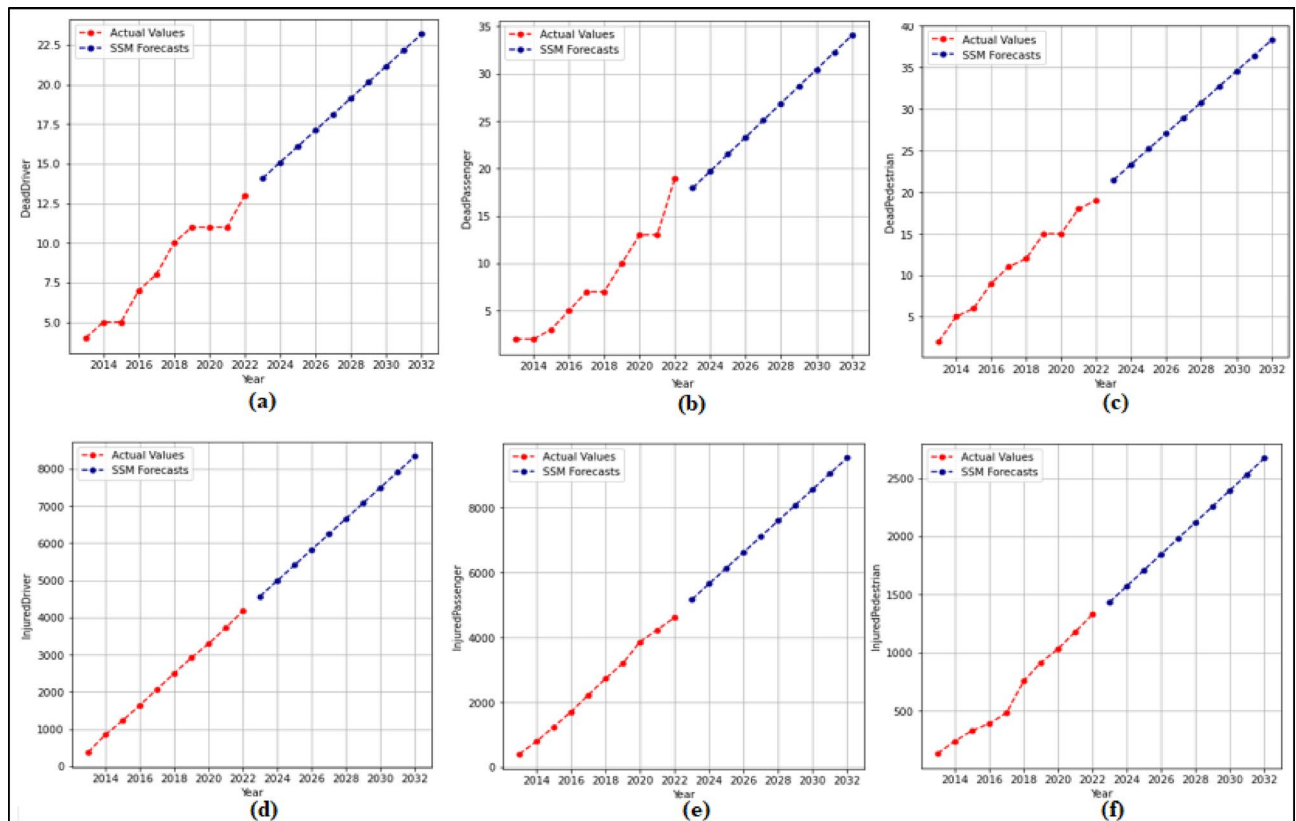 Actual Values
SSM Forecasts
22.5
20.0
17.5
15.0
12.5
10.0
7.5
5.0
DeadDriver
2014 2016 2018 2020 2022 2024 2026 2028 2030 2032
Year
(a)
Actual Values
SSM Forecasts
35
30
25
20
15
10
5
DeadPassenger
2014 2016 2018 2020 2022 2024 2026 2028 2030 2032
Year
(b)
Actual Values
SSM Forecasts
40
35
30
25
20
15
10
5
DeadPedestrian
2014 2016 2018 2020 2022 2024 2026 2028 2030 2032
Year
(c)
Actual Values
SSM Forecasts
8000
7000
6000
5000
4000
3000
2000
1000
0
InjuredDriver
2014 2016 2018 2020 2022 2024 2026 2028 2030 2032
Year
(d)
Actual Values
SSM Forecasts
8000
6000
4000
2000
0
InjuredPassenger
2014 2016 2018 2020 2022 2024 2026 2028 2030 2032
Year
(e)
Actual Values
SSM Forecasts
2500
2000
1500
1000
500
InjuredPedestrian
2014 2016 2018 2020 2022 2024 2026 2028 2030 2032
Year
(f)